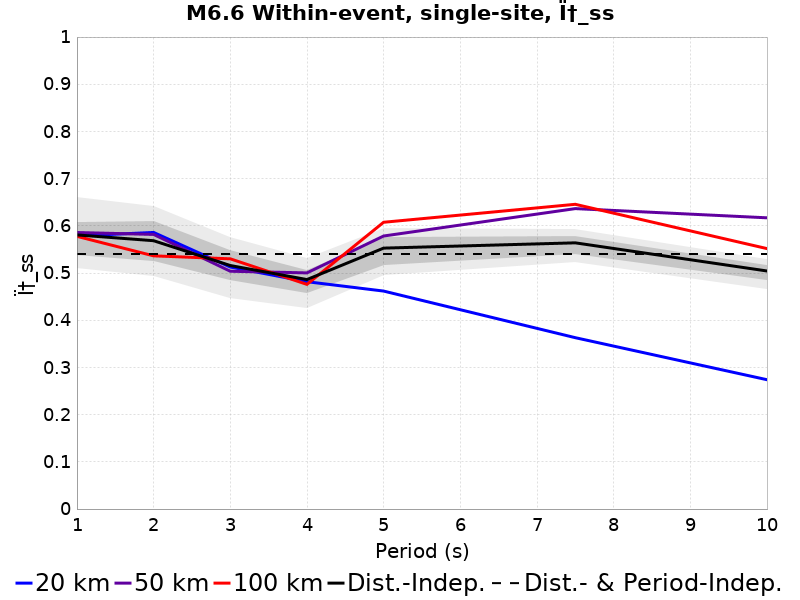 M6.6 Within-event, single-site, Ï†_ss
1
0.9
0.8
0.7
0.6
0.5
0.4
0.3
0.2
0.1
0
Ï†_ss
1 2 3 4 5 6 7 8 9 10
Period (s)
20 km 50 km 100 km Dist.-Indep. Dist.- & Period-Indep.